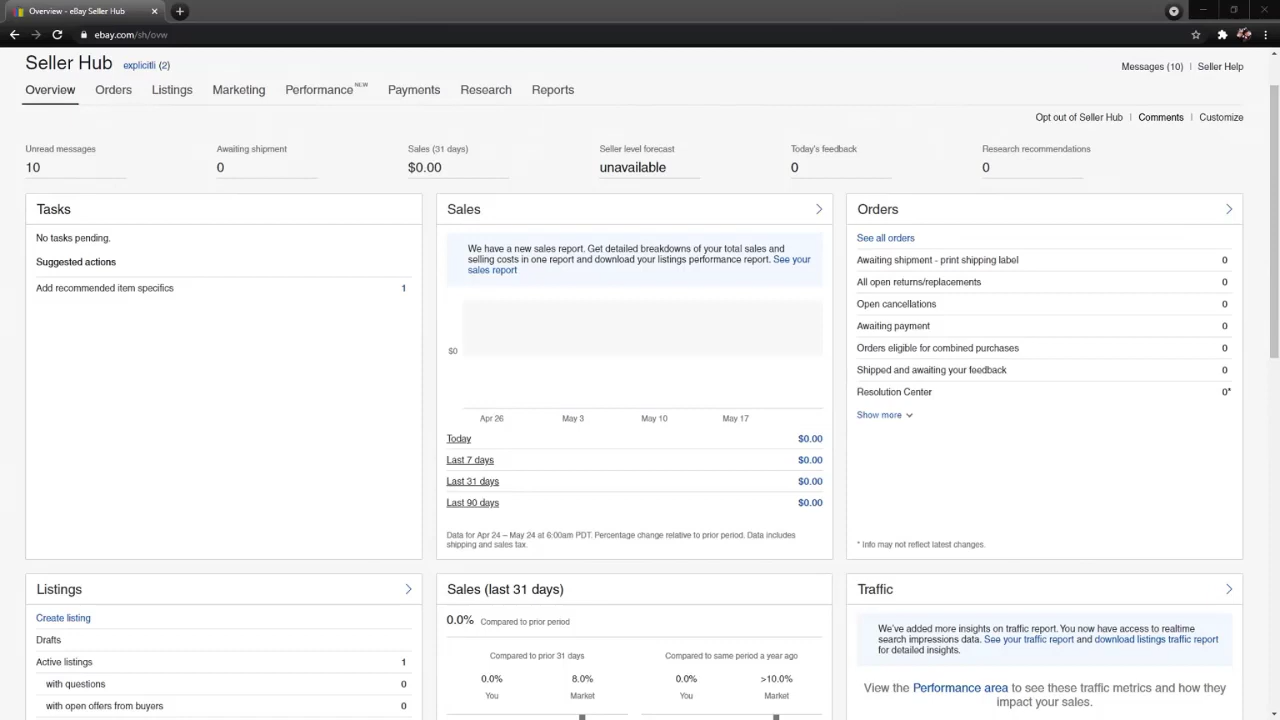 Overview - eBay Seller Hub
ebay.com/sh/ovw
Seller Hub explicitli (2)
Messages (10) | Seller Help
Overview Orders Listings Marketing Performance NEW Payments Research Reports
Opt out of Seller Hub | Comments | Customize
Unread messages
10
Awaiting shipment
0
Sales (31 days)
$0.00
Seller level forecast
unavailable
Today's feedback
0
Research recommendations
0
Tasks
No tasks pending.
Suggested actions
Add recommended item specifics 1
Sales
We have a new sales report. Get detailed breakdowns of your total sales and
selling costs in one report and download your listings performance report. See your
sales report
$0
Apr 26 May 3 May 10 May 17
Today $0.00
Last 7 days $0.00
Last 31 days $0.00
Last 90 days $0.00
Data for Apr 24 – May 24 at 6:00am PDT. Percentage change relative to prior period. Data includes
shipping and sales tax.
Orders
See all orders
Awaiting shipment - print shipping label 0
All open returns/replacements 0
Open cancellations 0
Awaiting payment 0
Orders eligible for combined purchases 0
Shipped and awaiting your feedback 0
Resolution Center 0*
Show more
* Info may not reflect latest changes.
Listings
Create listing
Drafts
Active listings 1
with questions 0
with open offers from buyers 0
Sales (last 31 days)
0.0% Compared to prior period
Compared to prior 31 days
0.0% 8.0%
You Market
Compared to same period a year ago
0.0% >10.0%
You Market
Traffic
We've added more insights on traffic report. You now have access to realtime
search impressions data. See your traffic report and download listings traffic report
for detailed insights.
View the Performance area to see these traffic metrics and how they
impact your sales.